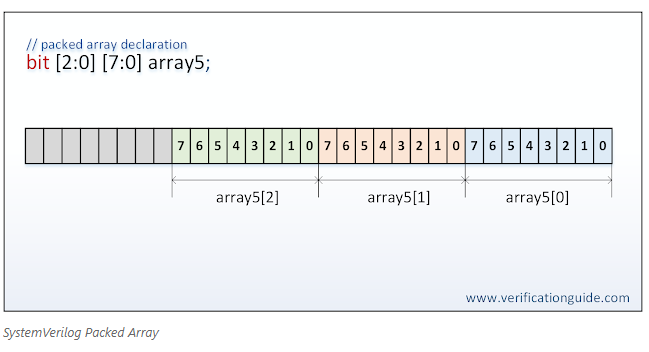 // packed array declaration
bit [2:0] [7:0] array5;
7 6 5 4 3 2 1 0 7 6 5 4 3 2 1 0 7 6 5 4 3 2 1 0
array5[2] array5[1] array5[0]
www.verificationguide.com
SystemVerilog Packed Array